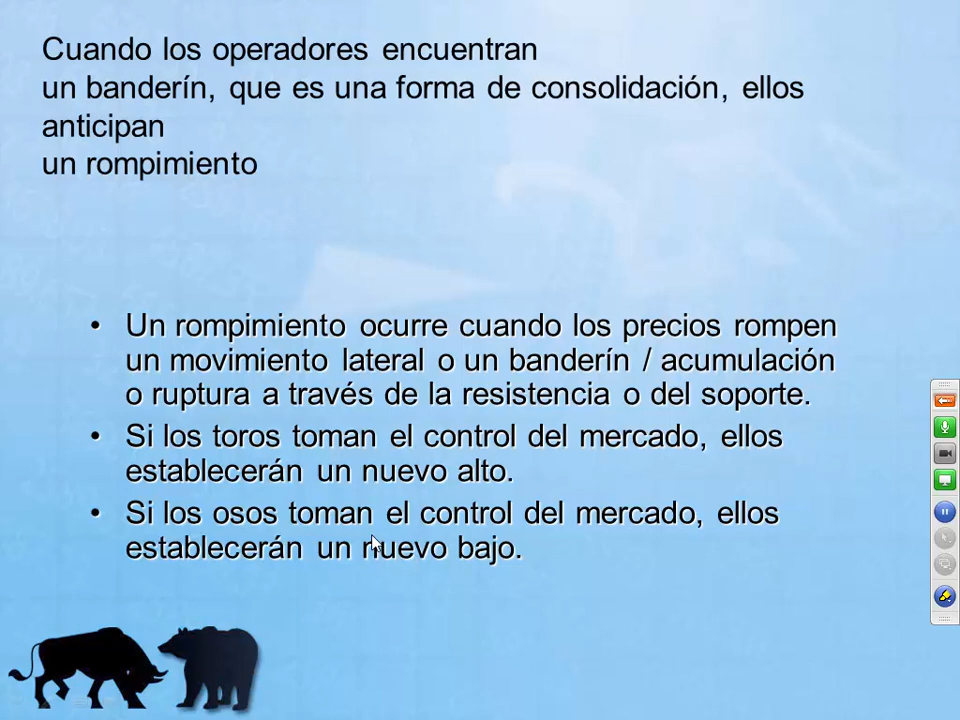 Cuando los operadores encuentran
un banderín, que es una forma de consolidación, ellos
anticipan
un rompimiento
• Un rompimiento ocurre cuando los precios rompen
un movimiento lateral o un banderín / acumulación
o ruptura a través de la resistencia o del soporte.
• Si los toros toman el control del mercado, ellos
establecerán un nuevo alto.
• Si los osos toman el control del mercado, ellos
establecerán un nuevo bajo.